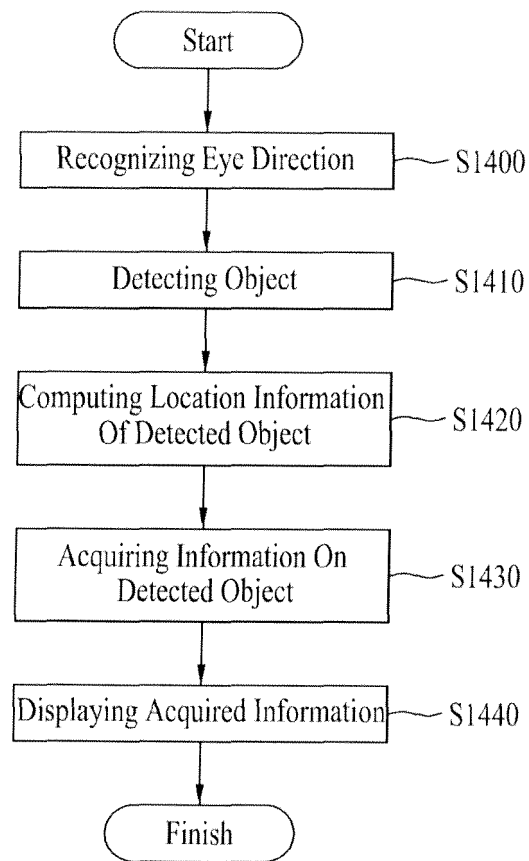 Start
Recognizing Eye Direction
S1400
Detecting Object
S1410
Computing Location Information
Of Detected Object
S1420
Acquiring Information On
Detected Object
S1430
Displaying Acquired Information
S1440
Finish